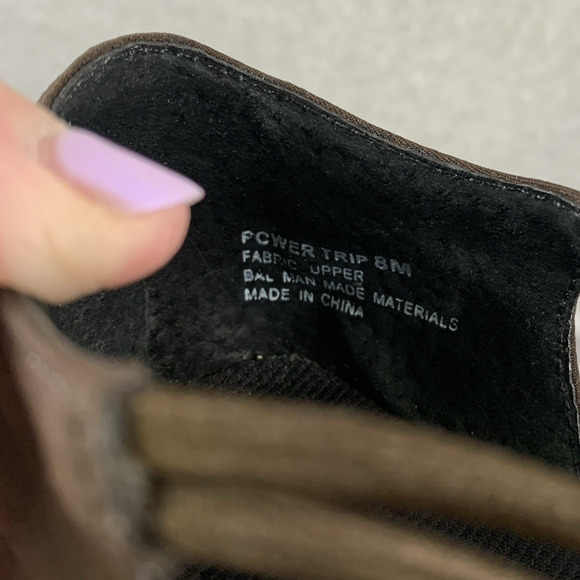 POWER TRIP 8M
FABRIC UPPER
BAL MAN MADE MATERIALS
MADE IN CHINA